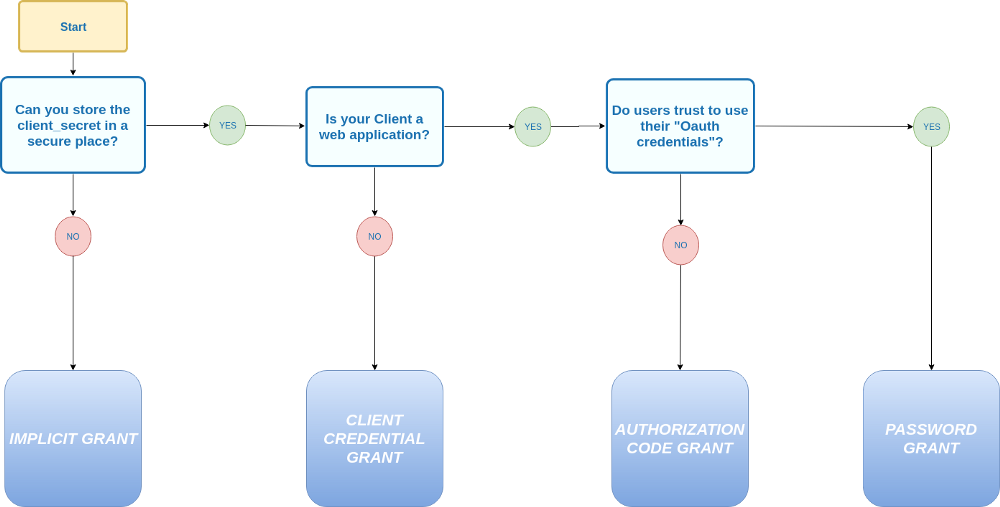 Start
Can you store the
client_secret in a
secure place?
YES
Is your Client a
web application?
YES
Do users trust to use
their "Oauth
credentials"?
YES
NO
NO
NO
IMPLICIT GRANT
CLIENT
CREDENTIAL
GRANT
AUTHORIZATION
CODE GRANT
PASSWORD
GRANT